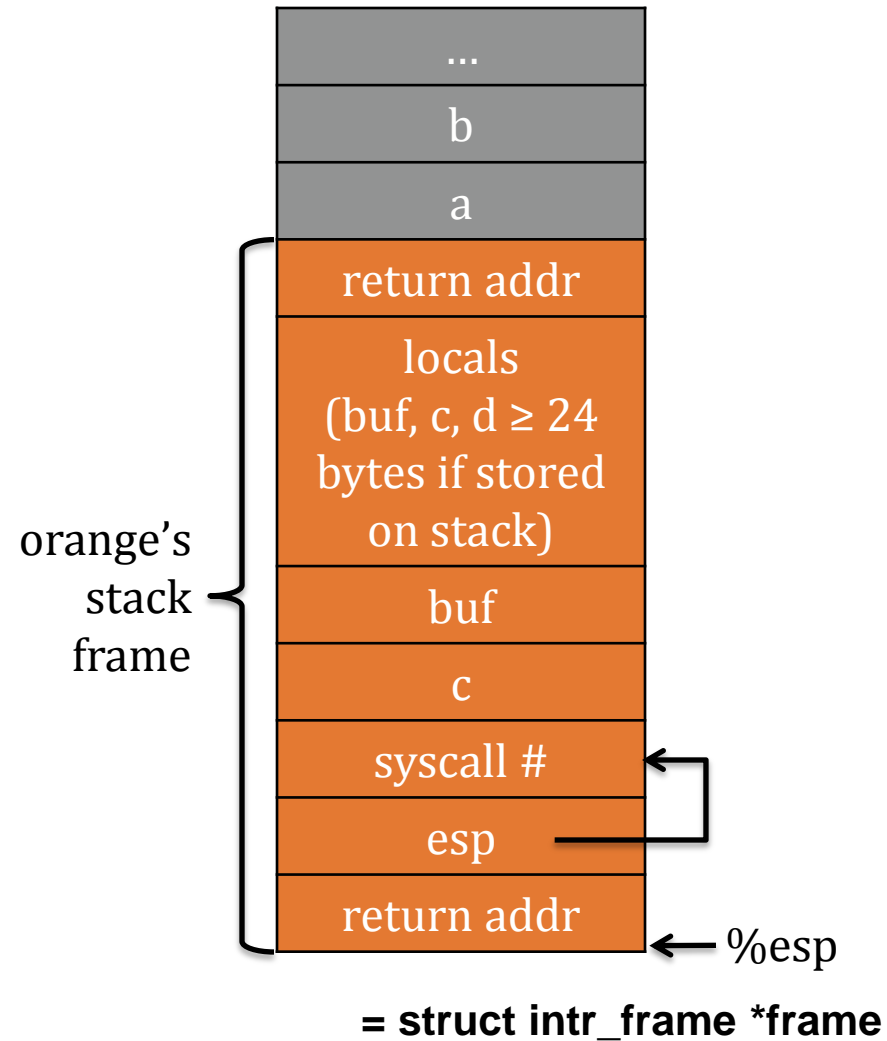 ...
b
a
return addr
locals
(buf, c, d ≥ 24
bytes if stored
on stack)
orange’s
stack
frame
buf
c
syscall #
esp
return addr
%esp
= struct intr_frame *frame